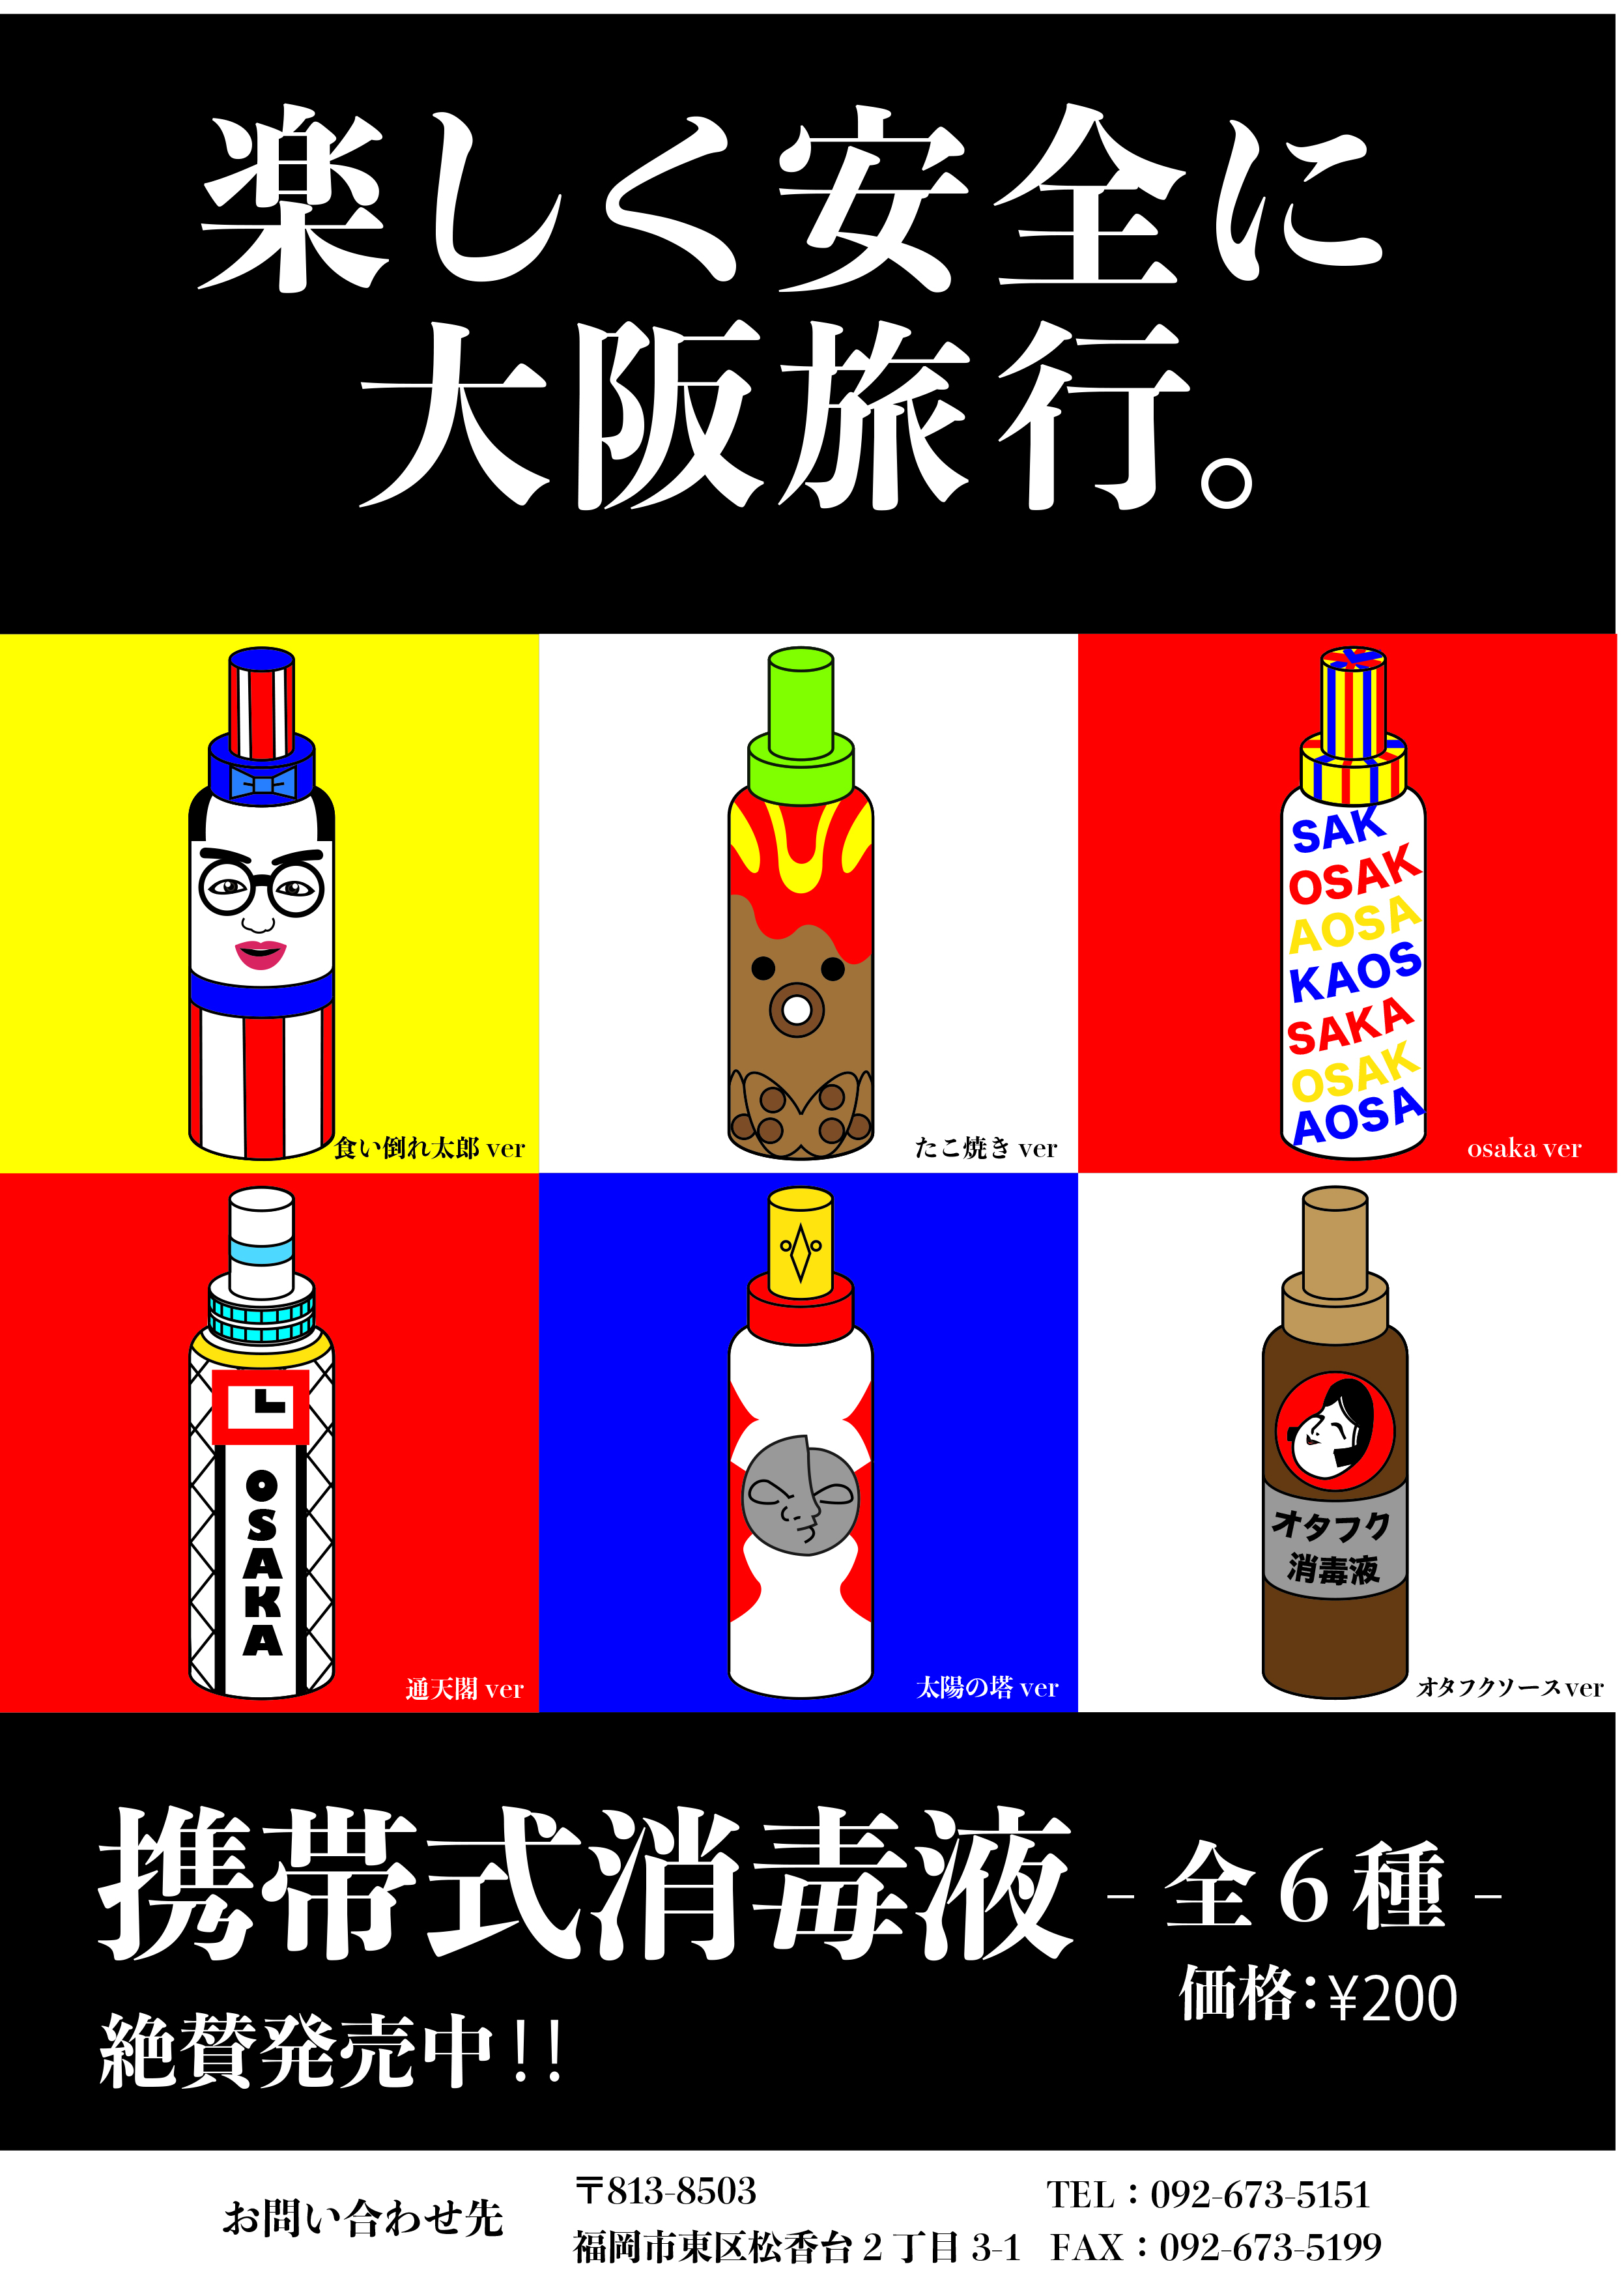 楽しく安全に
大阪旅行。
SAK
OSAK
AOSA
KAOS
SAKA
OSAK
AOSA
食い倒れ太郎 ver
たこ焼き ver
osaka ver
OSAKA
オタフク
消毒液
通天閣 ver
太陽の塔 ver
オタフクソース ver
携帯式消毒液 - 全6種 -
価格:¥200
絶賛発売中!!
お問い合わせ先
〒813-8503
福岡市東区松香台2丁目3-1
TEL：092-673-5151
FAX：092-673-5199